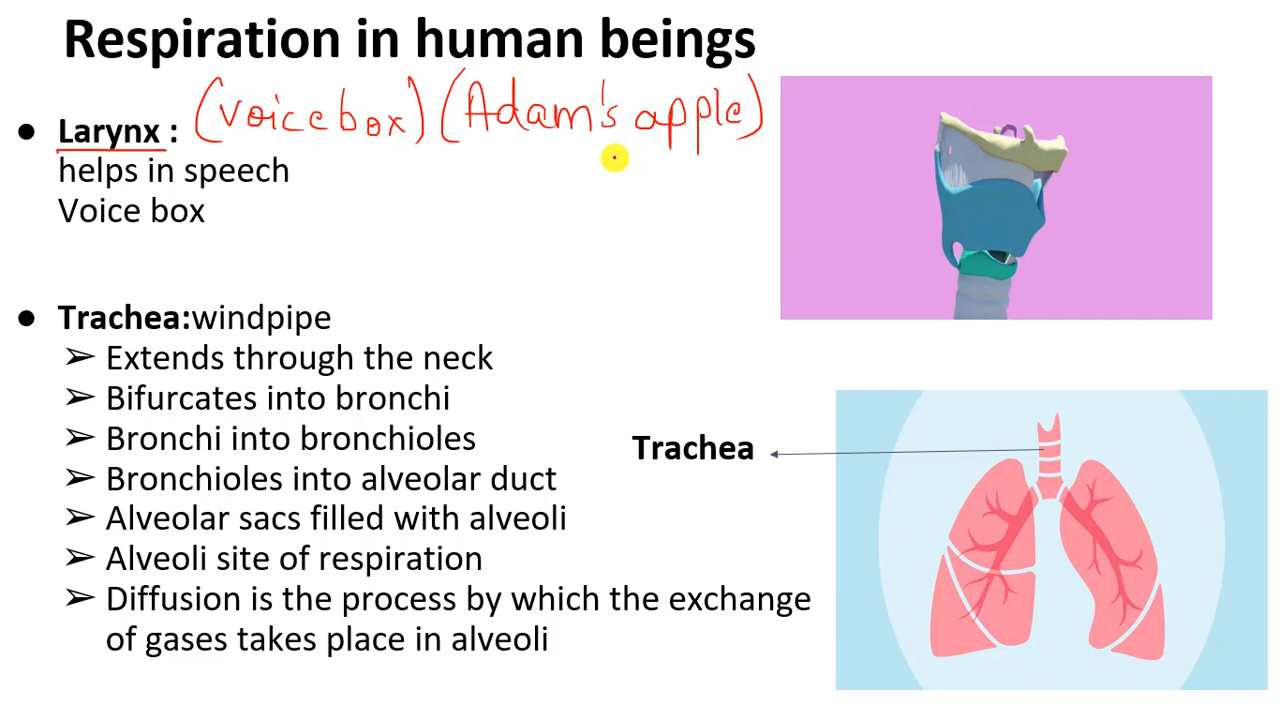 Respiration in human beings
(voice box) (Adam's apple)
● Larynx :
helps in speech
Voice box
● Trachea:windpipe
➢ Extends through the neck
➢ Bifurcates into bronchi
➢ Bronchi into bronchioles
➢ Bronchioles into alveolar duct
➢ Alveolar sacs filled with alveoli
➢ Alveoli site of respiration
➢ Diffusion is the process by which the exchange
of gases takes place in alveoli
Trachea